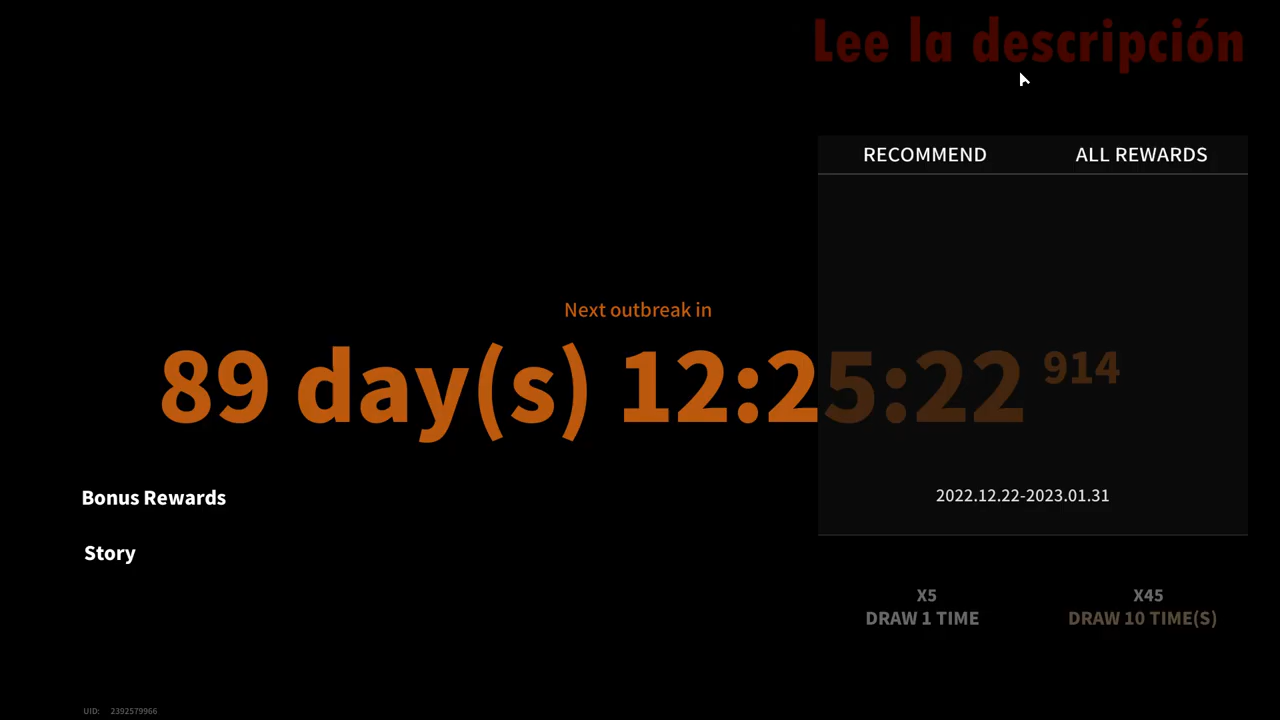 Lee la descripción
RECOMMEND ALL REWARDS
Next outbreak in
89 day(s) 12:25:22 914
Bonus Rewards
2022.12.22-2023.01.31
Story
X5 X45
DRAW 1 TIME DRAW 10 TIME(S)
UID: 2392579966